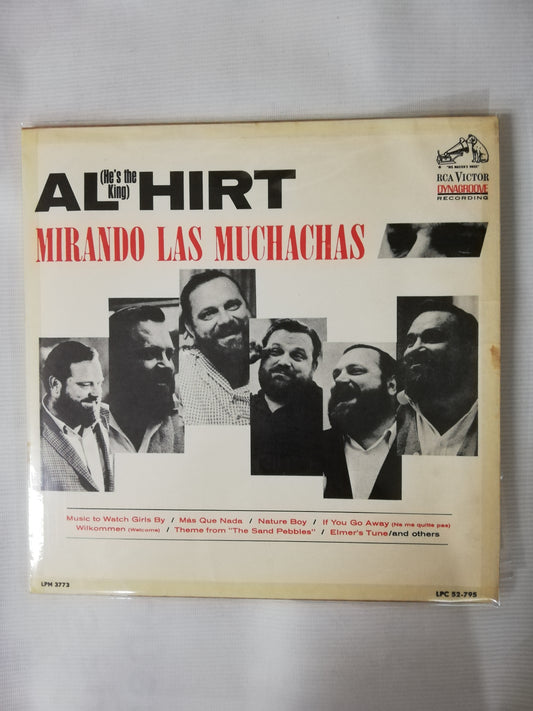 AL (He's the King) HIRT
"HIS MASTER'S VOICE"
RCA VICTOR
DYNAGROOVE
RECORDING
MIRANDO LAS MUCHACHAS
Music to Watch Girls By / Más Que Nada / Nature Boy / If You Go Away (Ne me quitte pas)
Wilkommen (Welcome) / Theme from "The Sand Pebbles" / Elmer's Tune/and others
LPM 3773
LPC 52-795